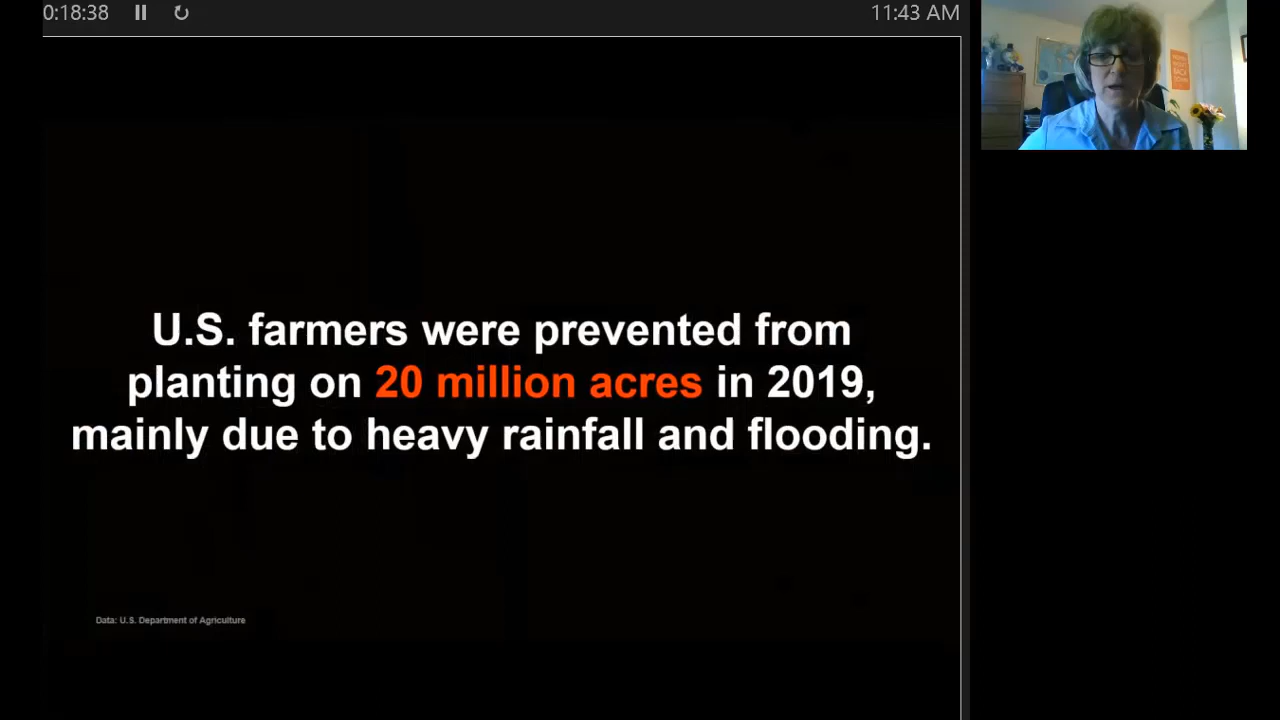 0:18:38
11:43 AM
U.S. farmers were prevented from
planting on 20 million acres in 2019,
mainly due to heavy rainfall and flooding.
Data: U.S. Department of Agriculture